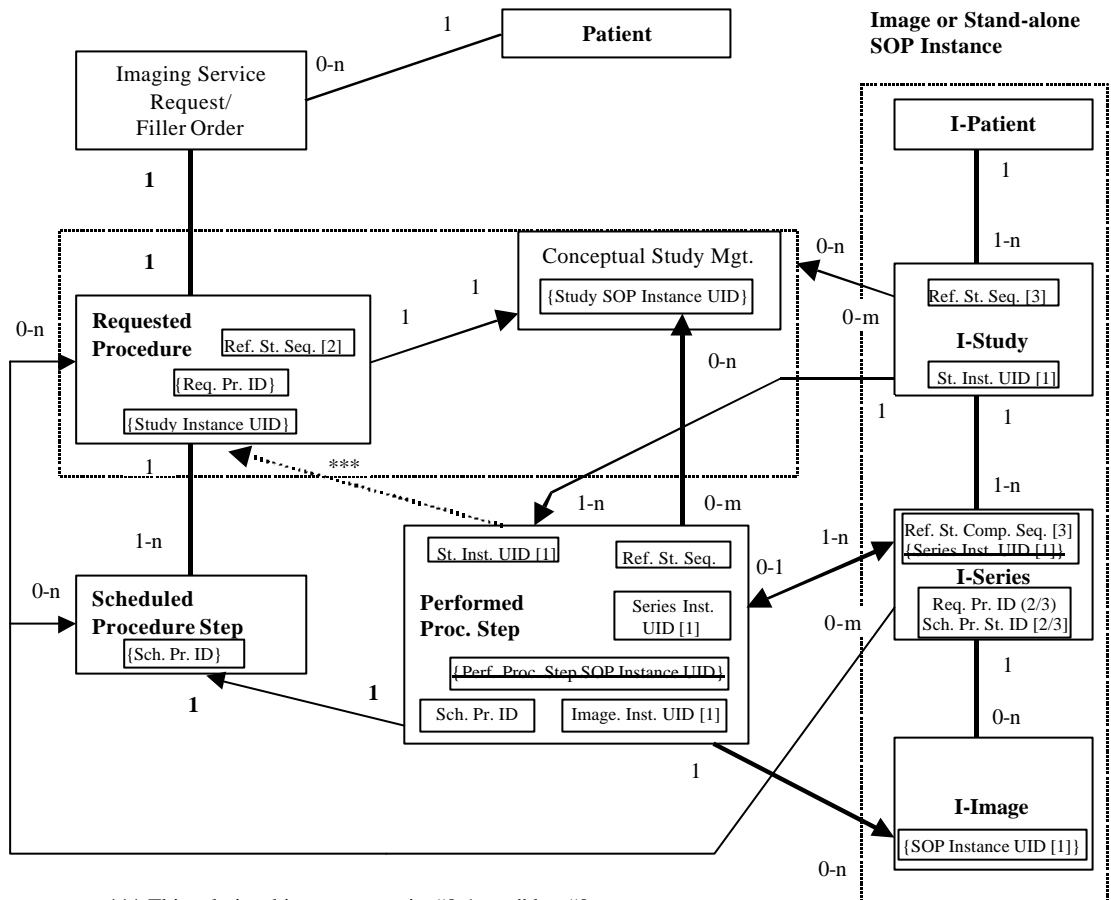 1
Patient
Image or Stand-alone
SOP Instance
0-n
Imaging Service
Request/
Filler Order
I-Patient
1
1
1
1-n
0-n
Conceptual Study Mgt.
{Study SOP Instance UID}
1
Ref. St. Seq. [3]
0-m
I-Study
St. Inst. UID [1]
1
1
1
0-n
Requested
Procedure
Ref. St. Seq. [2]
{Req. Pr. ID}
{Study Instance UID}
0-n
1
***
1-n
0-m
1-n
1-n
1-n
Ref. St. Comp. Seq. [3]
{Series Inst. UID [1]}
I-Series
Req. Pr. ID (2/3)
Sch. Pr. St. ID [2/3]
0-1
0-m
St. Inst. UID [1]
Ref. St. Seq.
Performed
Proc. Step
Series Inst.
UID [1]
{Perf. Proc. Step SOP Instance UID}
Sch. Pr. ID
Image. Inst. UID [1]
0-n
Scheduled
Procedure Step
{Sch. Pr. ID}
1
1
1
1
0-n
I-Image
{SOP Instance UID [1]}
0-n